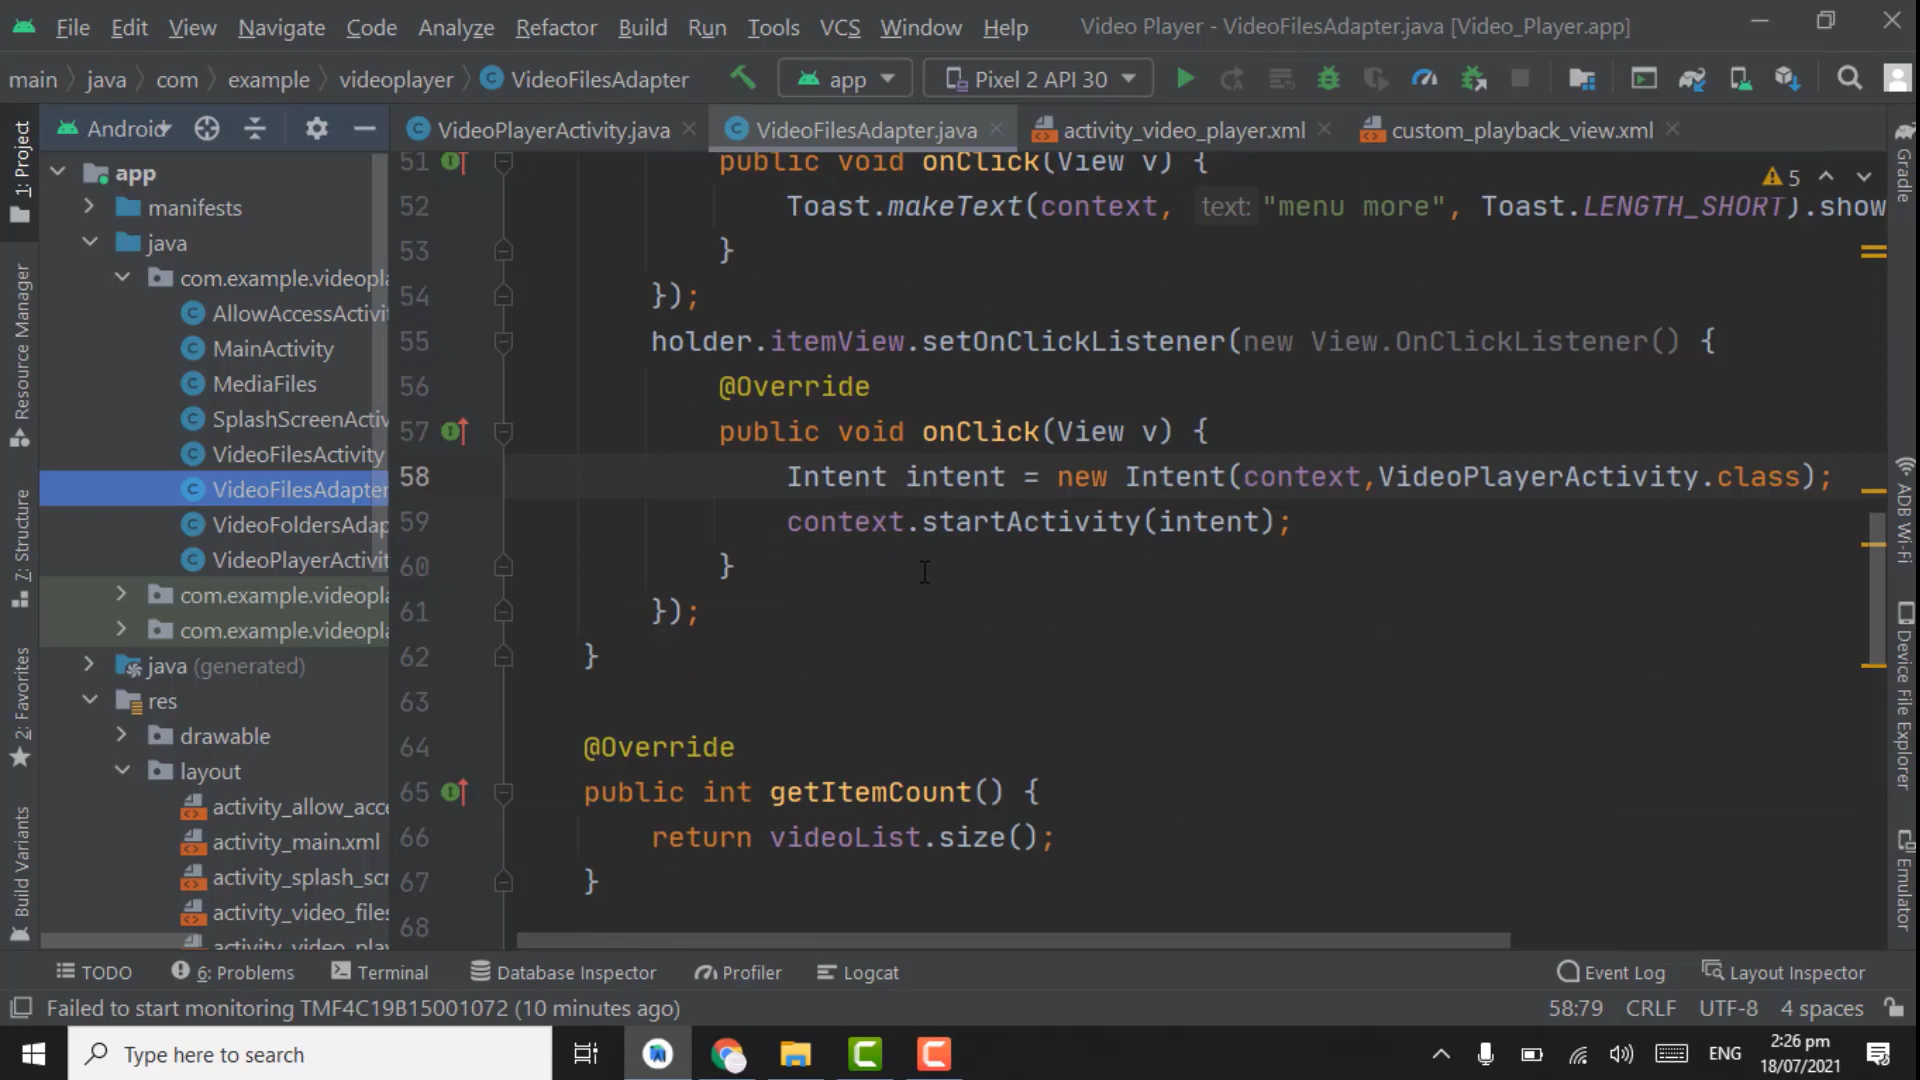 File Edit View Navigate Code Analyze Refactor Build Run Tools VCS Window Help Video Player - VideoFilesAdapter.java [Video_Player.app]
main java com example videoplayer VideoFilesAdapter app Pixel 2 API 30
Android VideoPlayerActivity.java VideoFilesAdapter.java activity_video_player.xml custom_playback_view.xml
1: Project
Resource Manager
7: Structure
2: Favorites
Build Variants
app
manifests
java
com.example.videopla
AllowAccessActivi
MainActivity
MediaFiles
SplashScreenActiv
VideoFilesActivity
VideoFilesAdapter
VideoFoldersAdap
VideoPlayerActivit
com.example.videopla
com.example.videopla
java (generated)
res
drawable
layout
activity_allow_acce
activity_main.xml
activity_splash_scr
activity_video_files
activity_video_pla
5
51 public void onClick(View v) {
52 Toast.makeText(context, text: "menu more", Toast.LENGTH_SHORT).show
53 }
54 });
55 holder.itemView.setOnClickListener(new View.OnClickListener() {
56 @Override
57 public void onClick(View v) {
58 Intent intent = new Intent(context,VideoPlayerActivity.class);
59 context.startActivity(intent);
60 }
61 });
62 }
63
64 @Override
65 public int getItemCount() {
66 return videoList.size();
67 }
68
Gradle
ADB Wi-Fi
Device File Explorer
Emulator
TODO 6: Problems Terminal Database Inspector Profiler Logcat Event Log Layout Inspector
Failed to start monitoring TMF4C19B15001072 (10 minutes ago) 58:79 CRLF UTF-8 4 spaces
Type here to search ENG 2:26 pm
18/07/2021